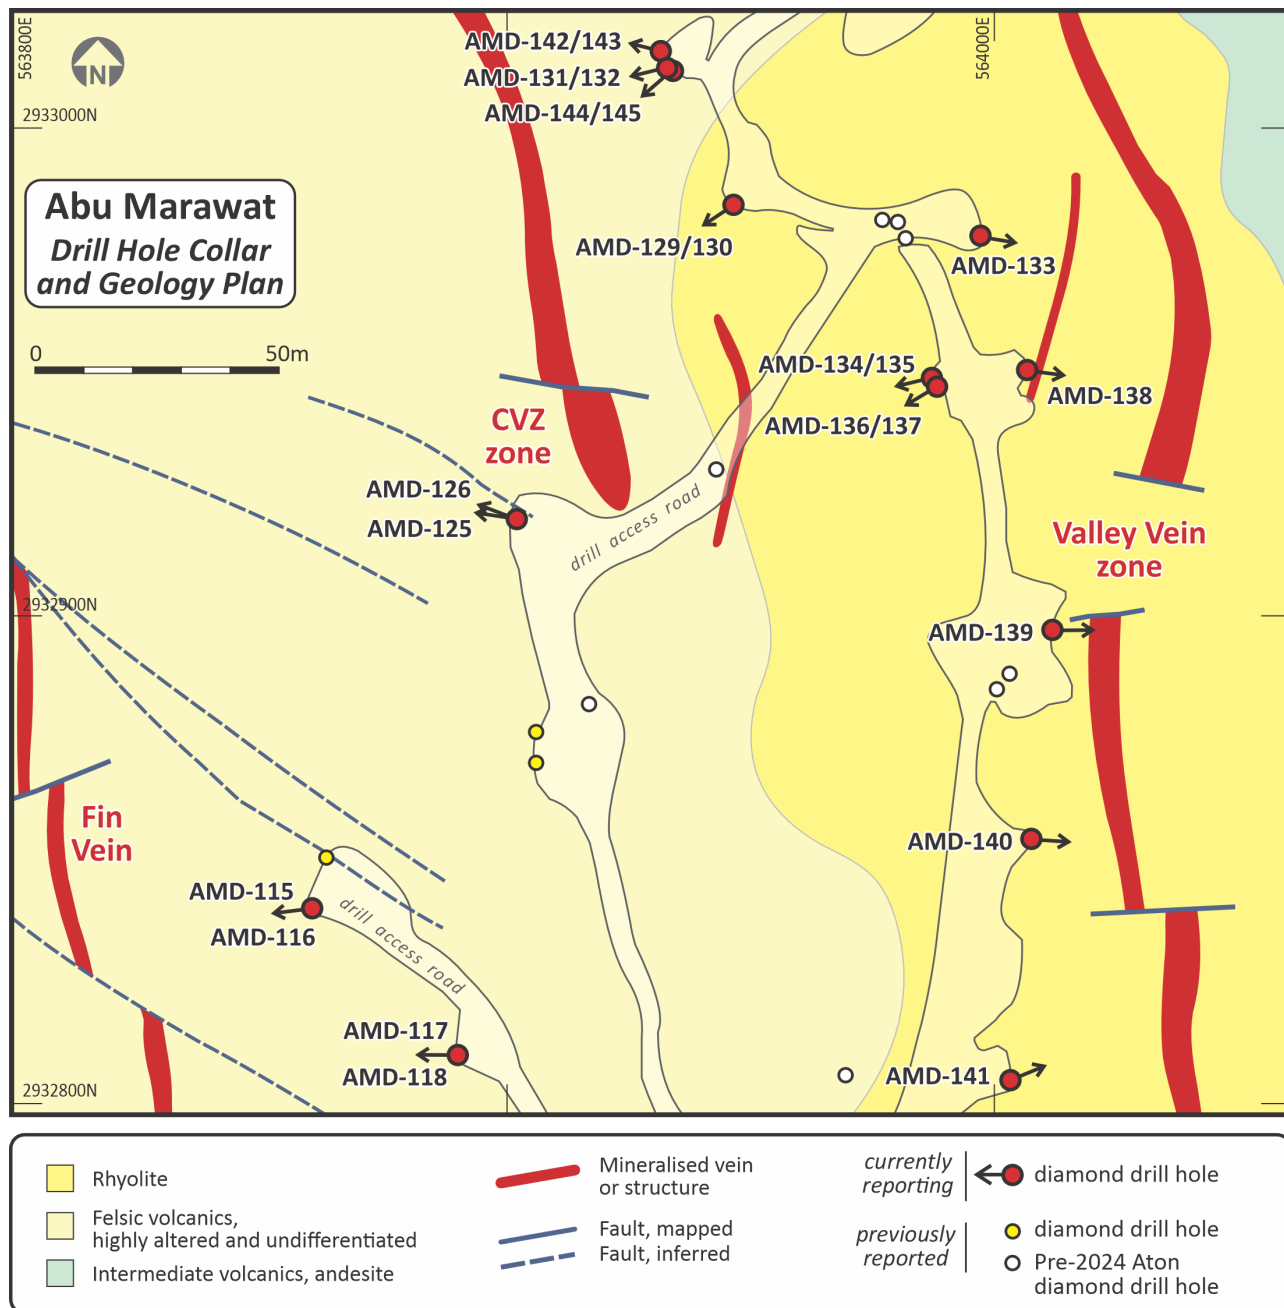 563800E
N
2933000N
564000E
AMD-142/143
AMD-131/132
AMD-144/145
Abu Marawat
Drill Hole Collar
and Geology Plan
AMD-129/130
AMD-133
0 50m
AMD-134/135
AMD-138
AMD-136/137
CVZ
zone
AMD-126
AMD-125
drill access road
Valley Vein
zone
2932900N
AMD-139
Fin
Vein
AMD-140
AMD-115
AMD-116
drill access road
AMD-117
AMD-118
AMD-141
2932800N
Rhyolite
Felsic volcanics,
highly altered and undifferentiated
Intermediate volcanics, andesite
Mineralised vein
or structure
Fault, mapped
Fault, inferred
currently
reporting
diamond drill hole
previously
reported
diamond drill hole
Pre-2024 Aton
diamond drill hole